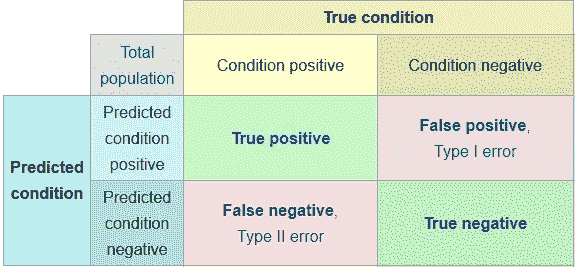 True condition
Total
population
Condition positive
Condition negative
Predicted
condition
Predicted
condition
positive
True positive
False positive,
Type I error
Predicted
condition
negative
False negative,
Type II error
True negative